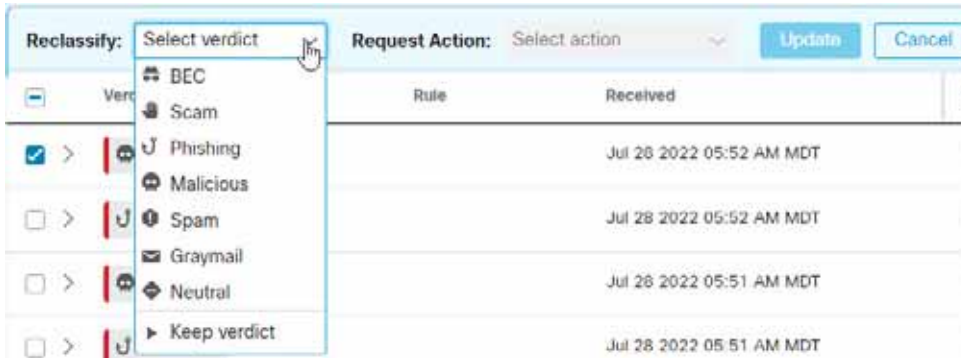 Reclassify: Select verdict Request Action: Select action Update Cancel
BEC
Verd Rule Received
Scam
Phishing
Jul 28 2022 05:52 AM MDT
Malicious
Spam
Jul 28 2022 05:52 AM MDT
Graymail
Neutral
Jul 28 2022 05:51 AM MDT
Keep verdict
Jul 28 2022 05:51 AM MDT